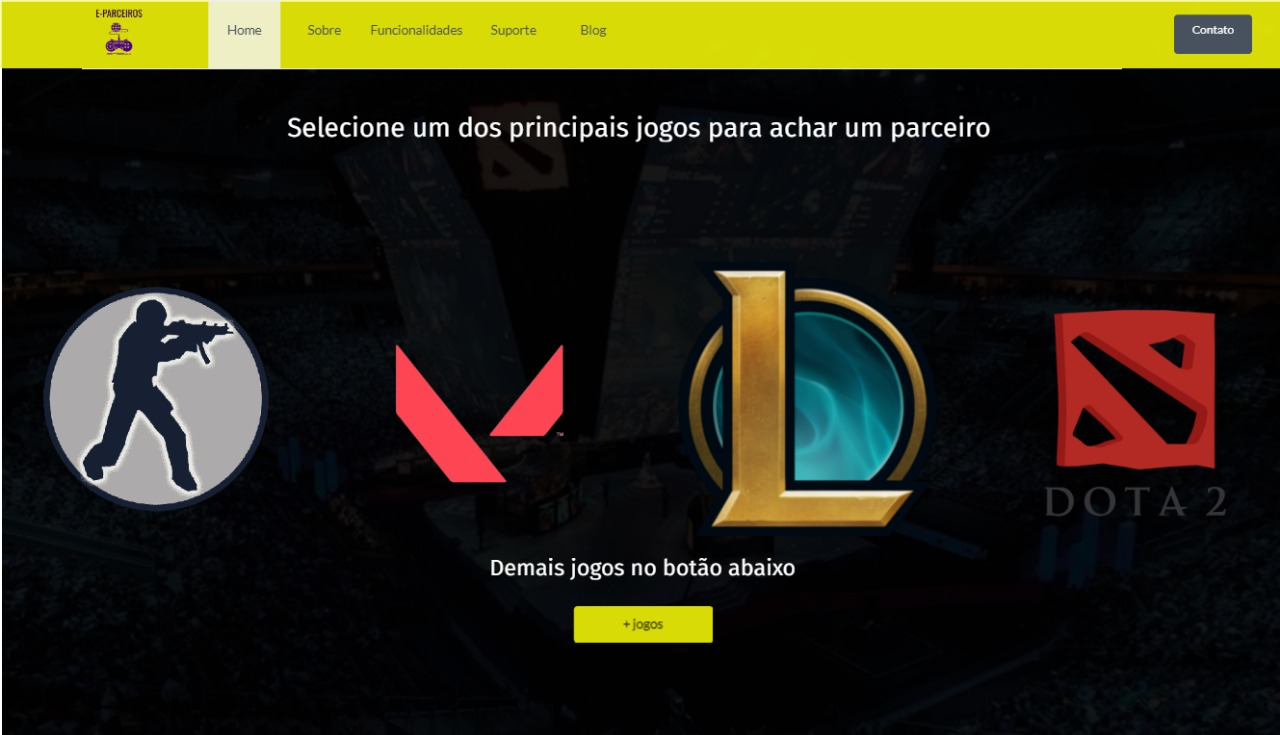 E-PARCEIROS
Home Sobre Funcionalidades Suporte Blog Contato
Selecione um dos principais jogos para achar um parceiro
TM
DOTA 2
Demais jogos no botão abaixo
+ jogos